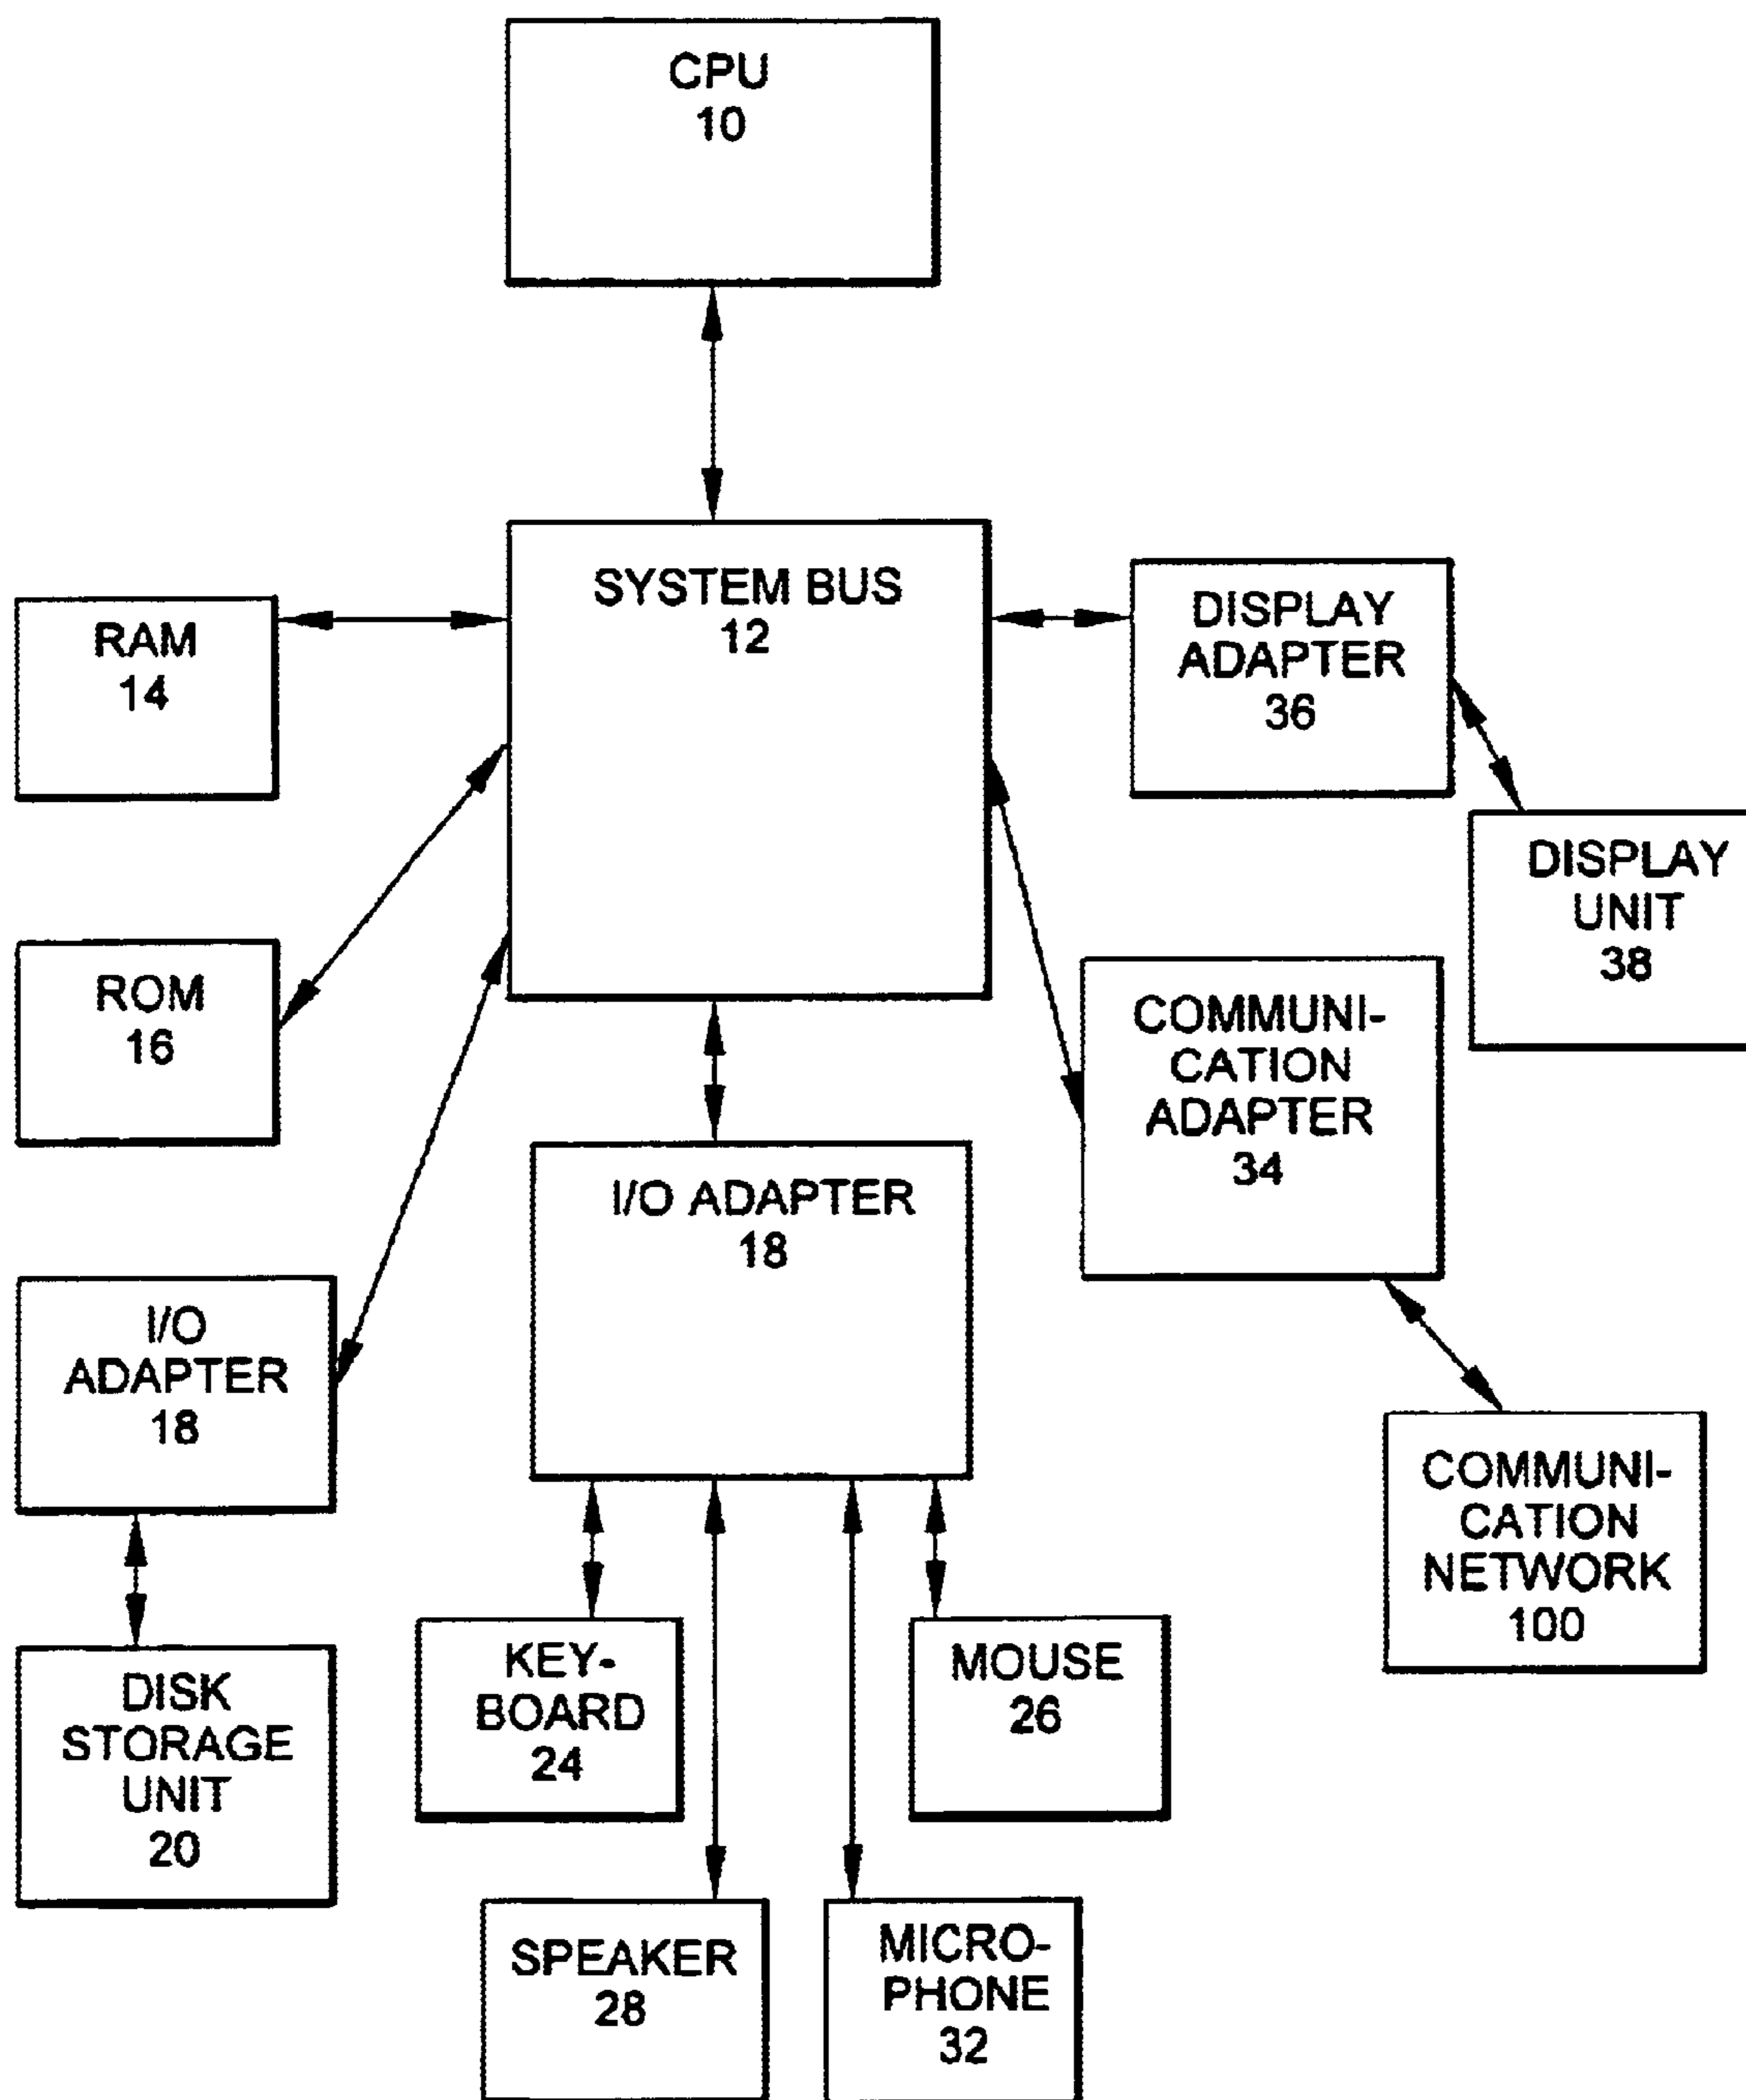 CPU
10
SYSTEM BUS
12
RAM
14
DISPLAY
ADAPTER
36
DISPLAY
UNIT
38
ROM
16
COMMUNI-
CATION
ADAPTER
34
I/O ADAPTER
18
I/O
ADAPTER
18
COMMUNI-
CATION
NETWORK
100
DISK
STORAGE
UNIT
20
KEY-
BOARD
24
MOUSE
26
SPEAKER
28
MICRO-
PHONE
32